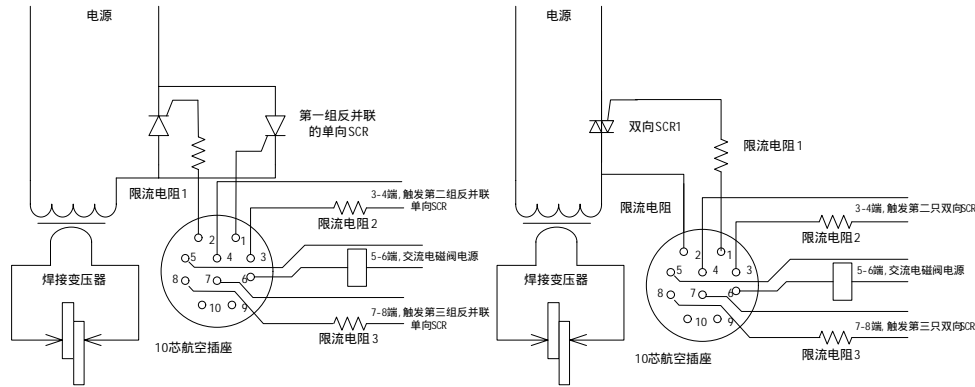 电源
第一组反并联
的单向SCR
限流电阻1
3-4端,触发第二组反并联
单向SCR
限流电阻2
2
1
5
4
3
5-6端,交流电磁阀电源
8
7
6
10
9
焊接变压器
7-8端,触发第三组反并联
单向SCR
限流电阻3
10芯航空插座
电源
双向SCR1
限流电阻1
限流电阻
3-4端,触发第二只双向SCR
限流电阻2
2
1
5
4
3
5-6端,交流电磁阀电源
8
7
6
10
9
焊接变压器
7-8端,触发第三只双向SCR
限流电阻3
10芯航空插座